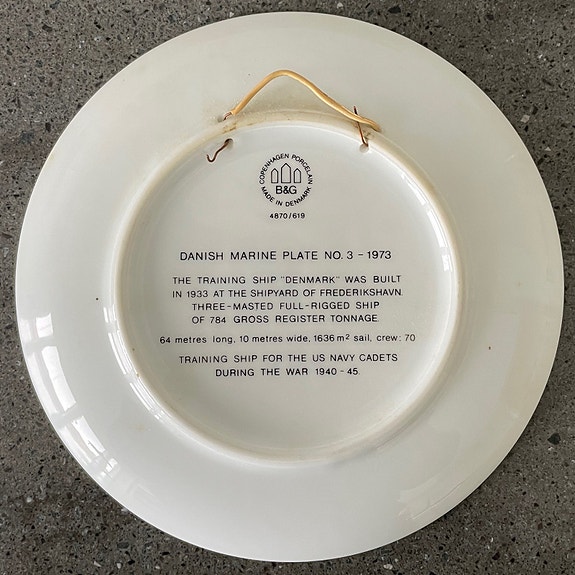 COPENHAGEN PORCELAIN
B&G
MADE IN DENMARK
4870/619
DANISH MARINE PLATE NO. 3 - 1973
THE TRAINING SHIP "DENMARK" WAS BUILT
IN 1933 AT THE SHIPYARD OF FREDERIKSHAVN.
THREE-MASTED FULL-RIGGED SHIP
OF 784 GROSS REGISTER TONNAGE.
64 metres long, 10 metres wide, 1636 m² sail, crew: 70
TRAINING SHIP FOR THE US NAVY CADETS
DURING THE WAR 1940 - 45.